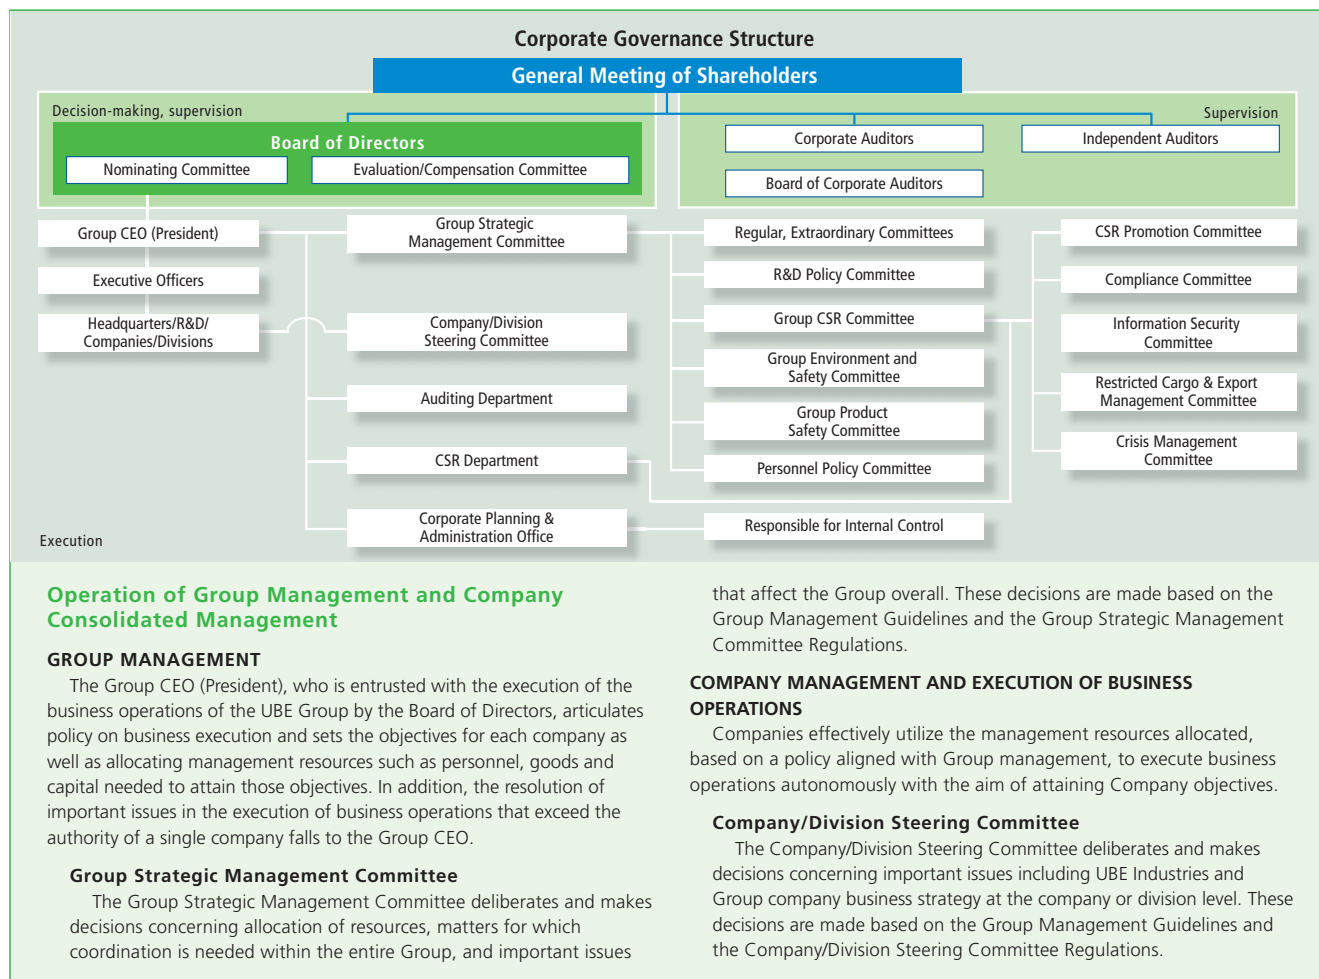 Corporate Governance Structure
General Meeting of Shareholders
Decision-making, supervision
Board of Directors
Nominating Committee
Evaluation/Compensation Committee
Supervision
Corporate Auditors
Independent Auditors
Board of Corporate Auditors
Group CEO (President)
Executive Officers
Headquarters/R&D/
Companies/Divisions
Group Strategic
Management Committee
Company/Division
Steering Committee
Auditing Department
CSR Department
Corporate Planning &
Administration Office
Regular, Extraordinary Committees
R&D Policy Committee
Group CSR Committee
Group Environment and
Safety Committee
Group Product
Safety Committee
Personnel Policy Committee
Responsible for Internal Control
CSR Promotion Committee
Compliance Committee
Information Security
Committee
Restricted Cargo & Export
Management Committee
Crisis Management
Committee
Execution
Operation of Group Management and Company
Consolidated Management
GROUP MANAGEMENT
The Group CEO (President), who is entrusted with the execution of the
business operations of the UBE Group by the Board of Directors, articulates
policy on business execution and sets the objectives for each company as
well as allocating management resources such as personnel, goods and
capital needed to attain those objectives. In addition, the resolution of
important issues in the execution of business operations that exceed the
authority of a single company falls to the Group CEO.
Group Strategic Management Committee
The Group Strategic Management Committee deliberates and makes
decisions concerning allocation of resources, matters for which
coordination is needed within the entire Group, and important issues
that affect the Group overall. These decisions are made based on the
Group Management Guidelines and the Group Strategic Management
Committee Regulations.
COMPANY MANAGEMENT AND EXECUTION OF BUSINESS
OPERATIONS
Companies effectively utilize the management resources allocated,
based on a policy aligned with Group management, to execute business
operations autonomously with the aim of attaining Company objectives.
Company/Division Steering Committee
The Company/Division Steering Committee deliberates and makes
decisions concerning important issues including UBE Industries and
Group company business strategy at the company or division level. These
decisions are made based on the Group Management Guidelines and
the Company/Division Steering Committee Regulations.